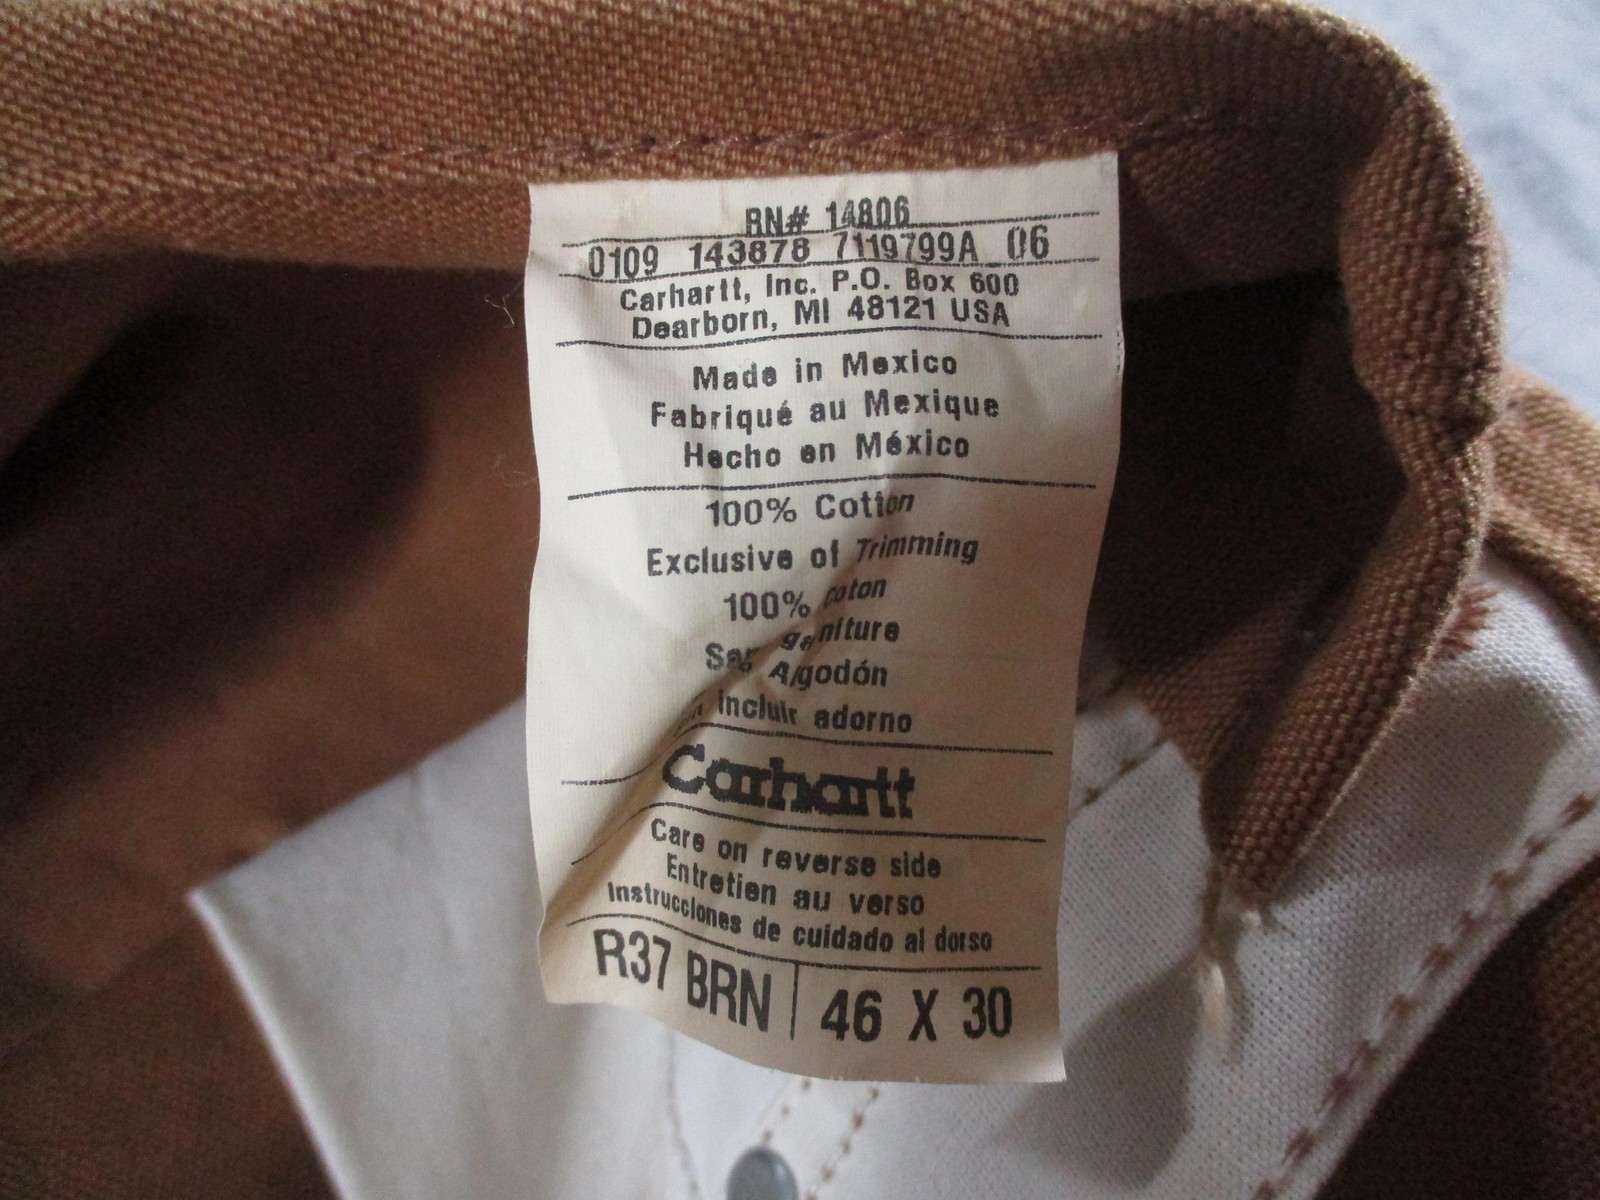 RN# 14806
0109 143878 7119799A 06
Carhartt, Inc. P.O. Box 600
Dearborn, MI 48121 USA
Made in Mexico
Fabriqué au Mexique
Hecho en México
100% Cotton
Exclusive of Trimming
100% coton
garniture
Algodón
incluir adorno
Carhartt
Care on reverse side
Entretien au verso
Instrucciones de cuidado al dorso
R37 BRN 46 X 30